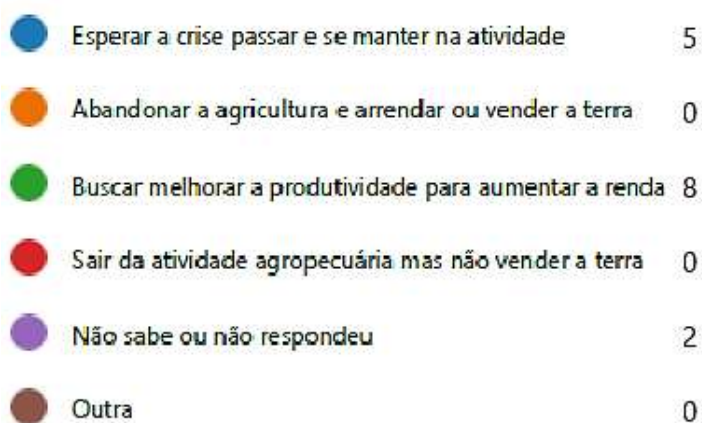 Esperar a crise passar e se manter na atividade 5
Abandonar a agricultura e arrendar ou vender a terra 0
Buscar melhorar a produtividade para aumentar a renda 8
Sair da atividade agropecuária mas não vender a terra 0
Não sabe ou não respondeu 2
Outra 0